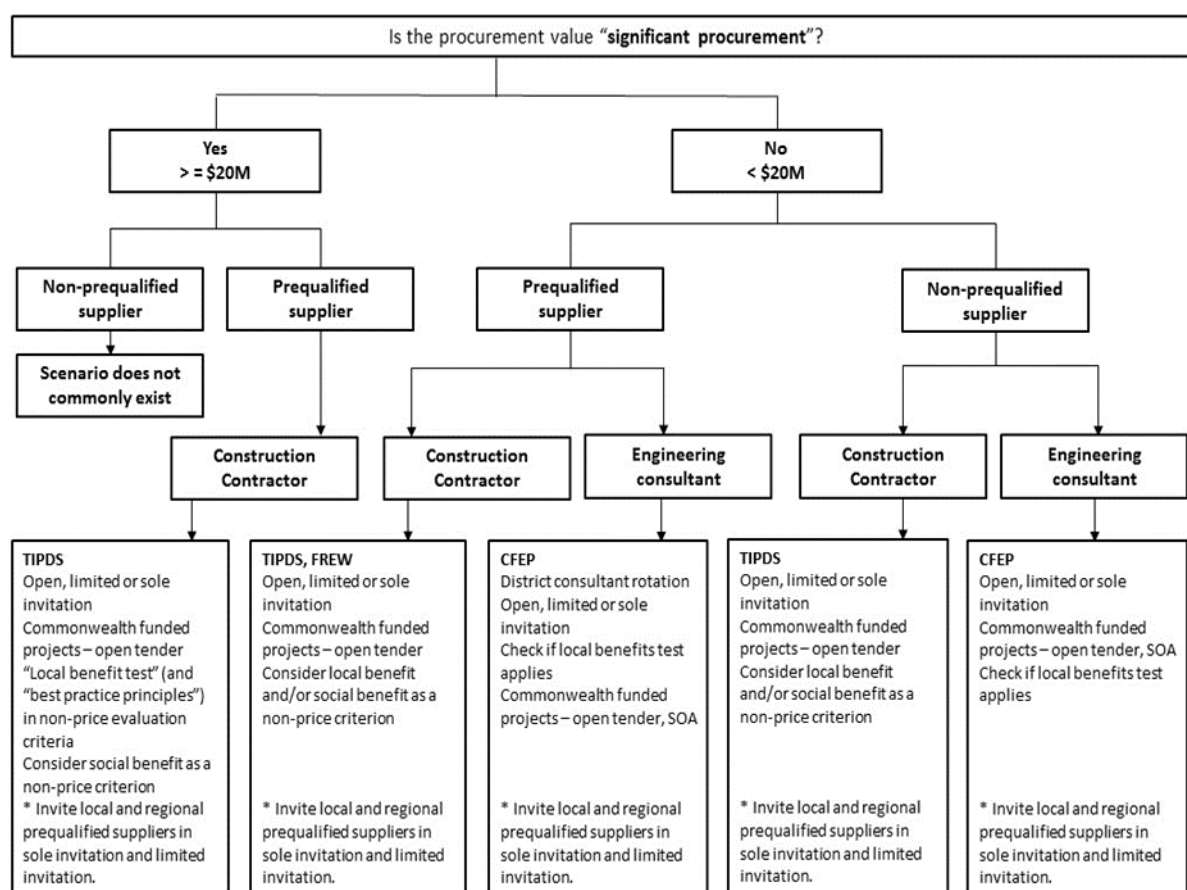 Is the procurement value “significant procurement”?
Yes
> = $20M
No
< $20M
Non-prequalified
supplier
Prequalified
supplier
Prequalified
supplier
Non-prequalified
supplier
Scenario does not
commonly exist
Construction
Contractor
Construction
Contractor
Engineering
consultant
Construction
Contractor
Engineering
consultant
TIPDS
Open, limited or sole
invitation
Commonwealth funded
projects – open tender
“Local benefit test” (and
“best practice principles”)
in non-price evaluation
criteria
Consider social benefit as a
non-price criterion
* Invite local and regional
prequalified suppliers in
sole invitation and limited
invitation.
TIPDS, FREW
Open, limited or sole
invitation
Commonwealth funded
projects – open tender
Consider local benefit
and/or social benefit as a
non-price criterion
* Invite local and regional
prequalified suppliers in
sole invitation and limited
invitation.
CFEP
District consultant rotation
Open, limited or sole
invitation
Check if local benefits test
applies
Commonwealth funded
projects – open tender, SOA
* Invite local and regional
prequalified suppliers in
sole invitation and limited
invitation.
TIPDS
Open, limited or sole
invitation
Commonwealth funded
projects – open tender
Consider local benefit
and/or social benefit as a
non-price criterion
* Invite local and regional
prequalified suppliers in
sole invitation and limited
invitation.
CFEP
Open, limited or sole
invitation
Commonwealth funded
projects – open tender, SOA
Check if local benefits test
applies
* Invite local and regional
prequalified suppliers in
sole invitation and limited
invitation.